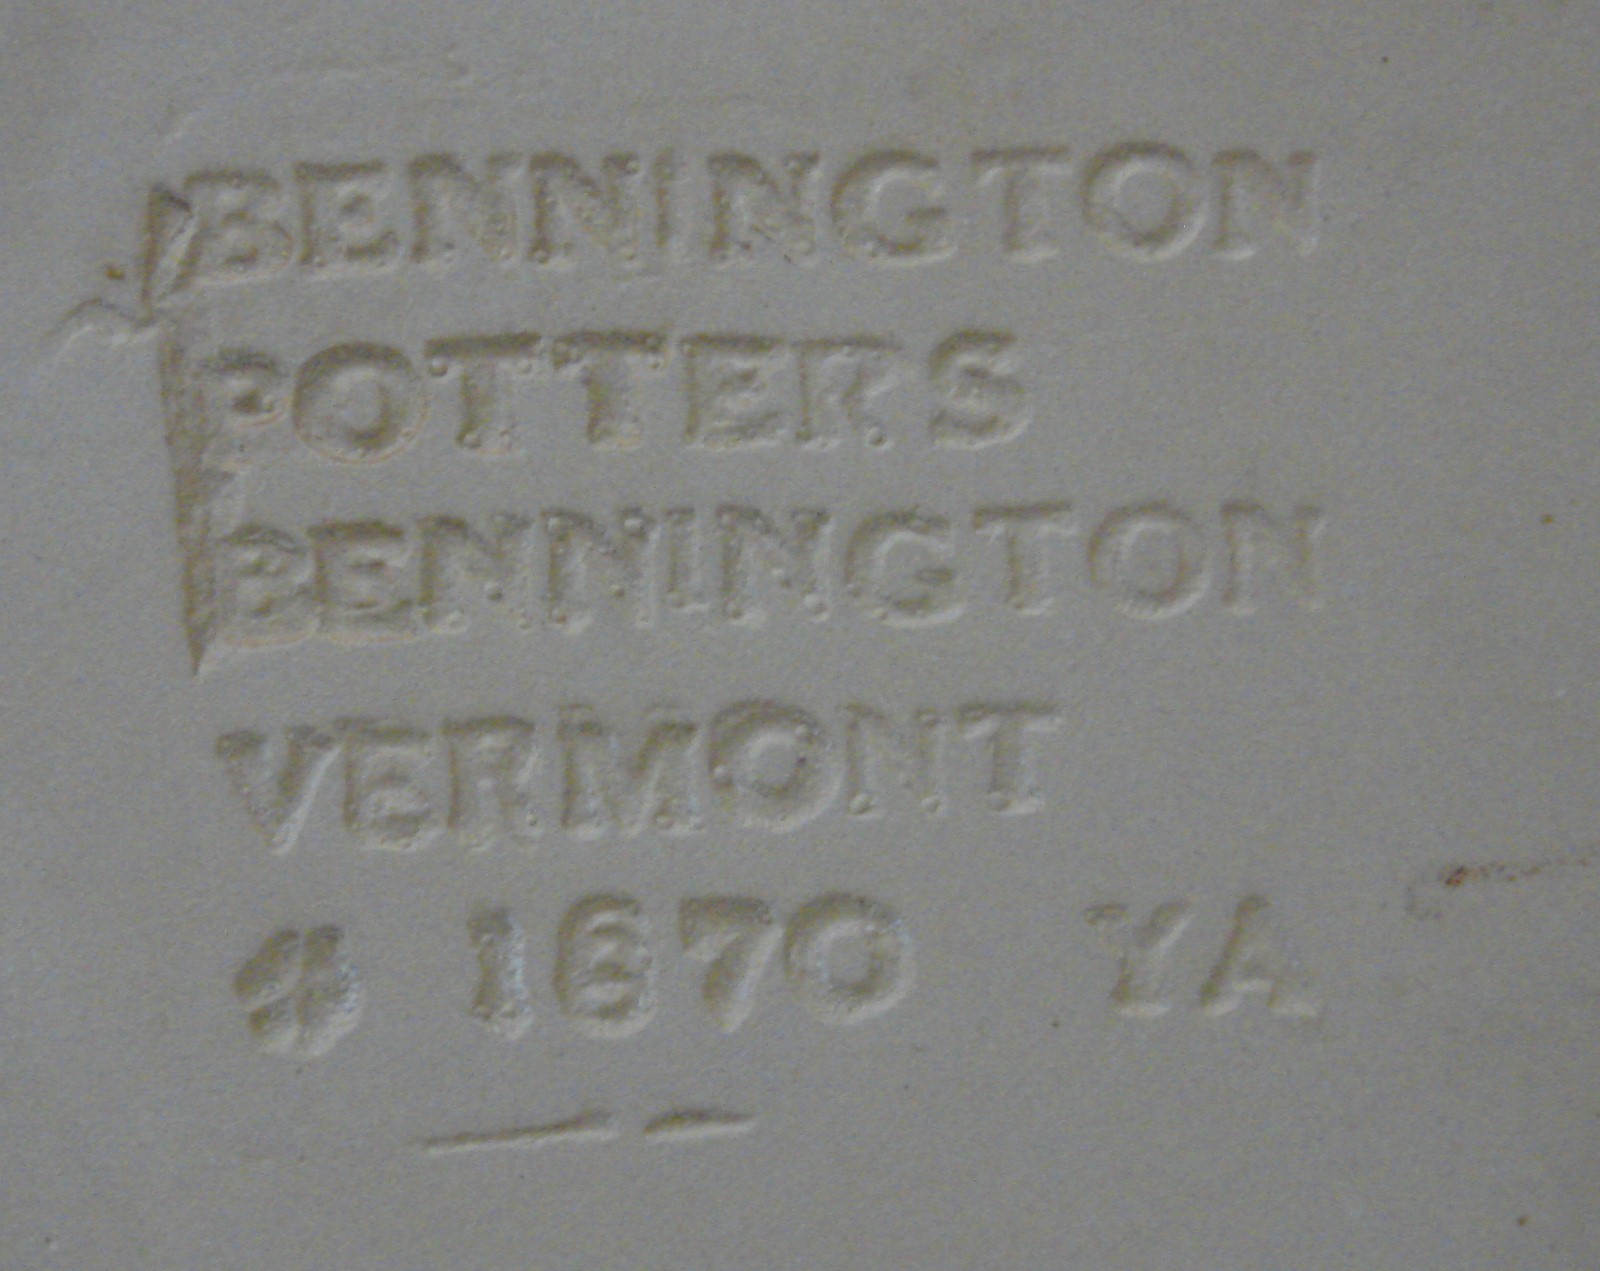 BENNINGTON
POTTERS
BENNINGTON
VERMONT
1670 YA